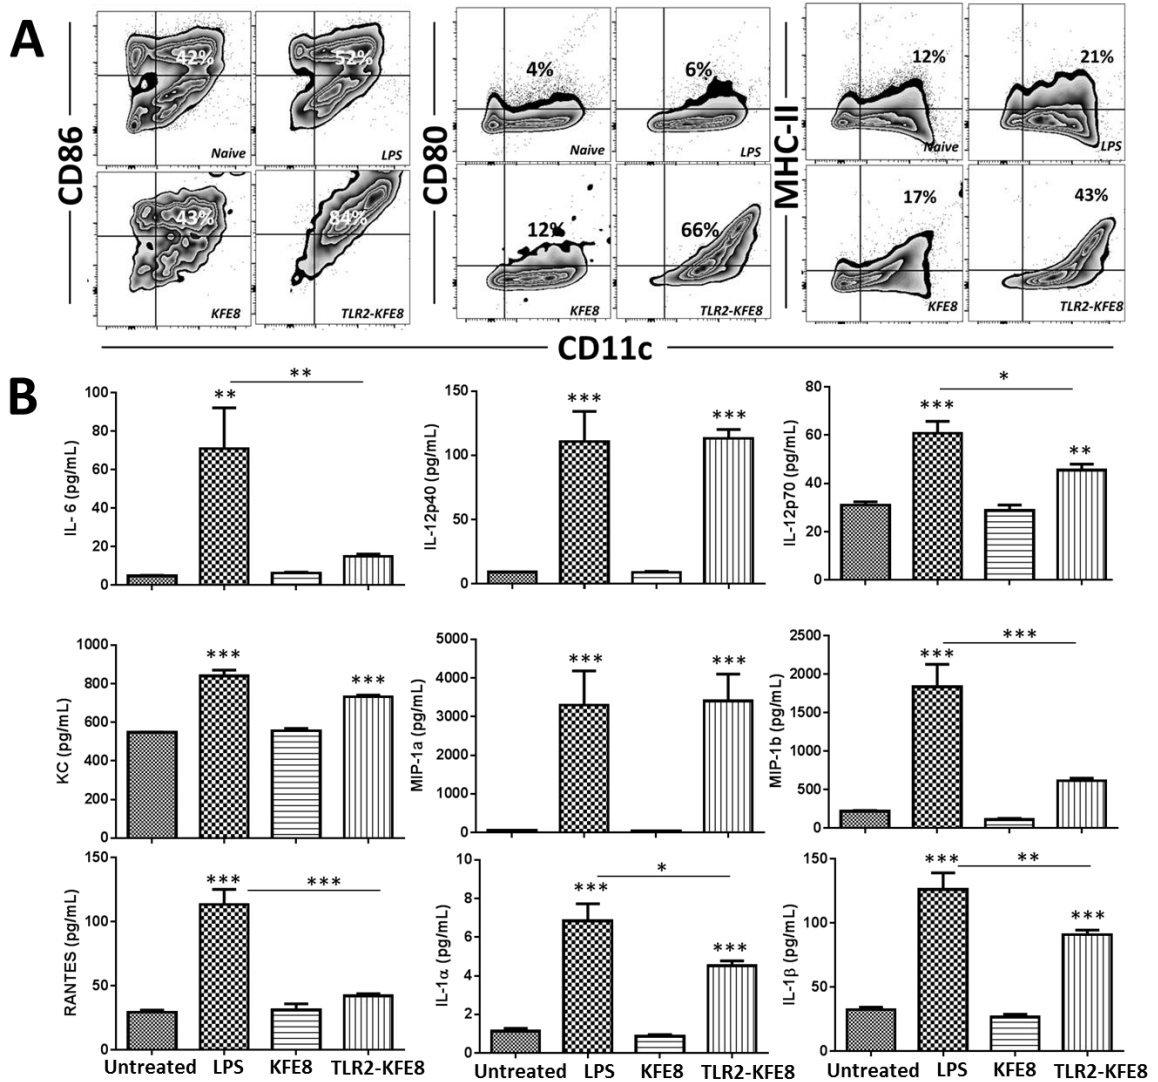 A
CD86
42%
Naive
52%
LPS
43%
KFE8
84%
TLR2-KFE8
CD80
4%
Naive
6%
LPS
12%
KFE8
66%
TLR2-KFE8
MHC-II
12%
Naive
21%
LPS
17%
KFE8
43%
TLR2-KFE8
CD11c
B
IL- 6 (pg/mL)
100
80
60
40
20
0
**
**
IL-12p40 (pg/mL)
150
100
50
0
***
***
IL-12p70 (pg/mL)
80
60
40
20
0
***
*
**
KC (pg/mL)
1000
800
600
400
200
0
***
***
MIP-1a (pg/mL)
5000
4000
3000
2000
1000
0
***
***
MIP-1b (pg/mL)
2500
2000
1500
1000
500
0
***
***
RANTES (pg/mL)
150
100
50
0
***
***
Untreated LPS KFE8 TLR2-KFE8
IL-1α (pg/mL)
10
8
6
4
2
0
***
*
***
Untreated LPS KFE8 TLR2-KFE8
IL-1β (pg/mL)
150
100
50
0
***
**
***
Untreated LPS KFE8 TLR2-KFE8